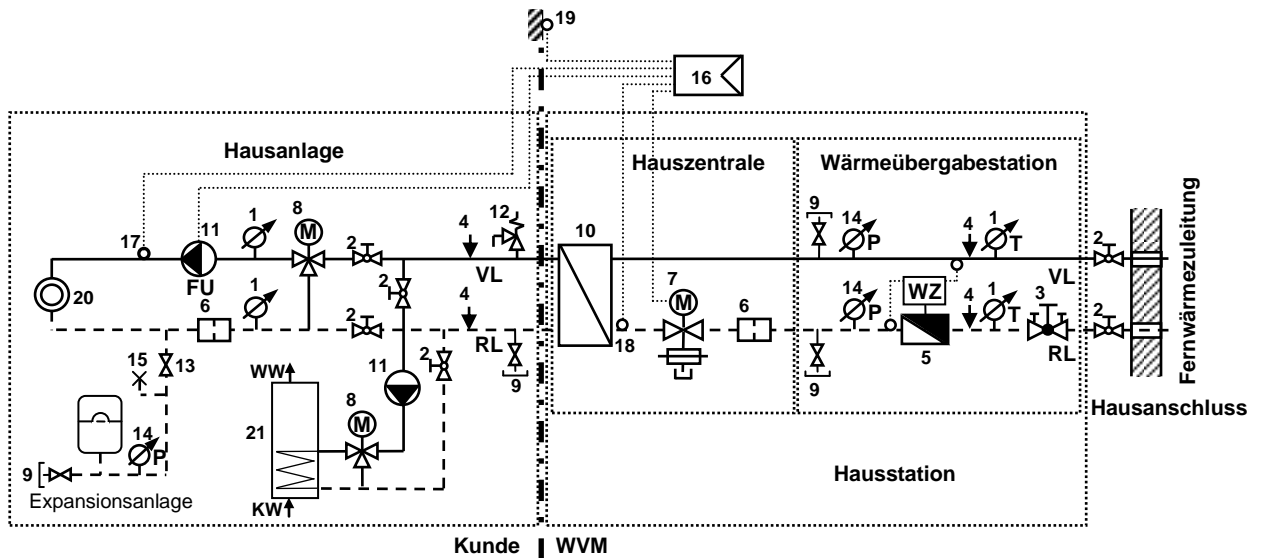 19
16
Hausanlage
Hauszentrale
Wärmeübergabestation
Fernwärmezuleitung
17
11
FU
1
8
M
2
4
12
VL
10
9
14
P
4
1
T
2
VL
20
6
1
2
2
4
RL
9
18
7
M
6
14
P
WZ
5
4
1
T
3
2
RL
9
15
13
WW
11
2
8
M
21
14
P
9
KW
Expansionsanlage
Hausanschluss
Hausstation
Kunde
WVM